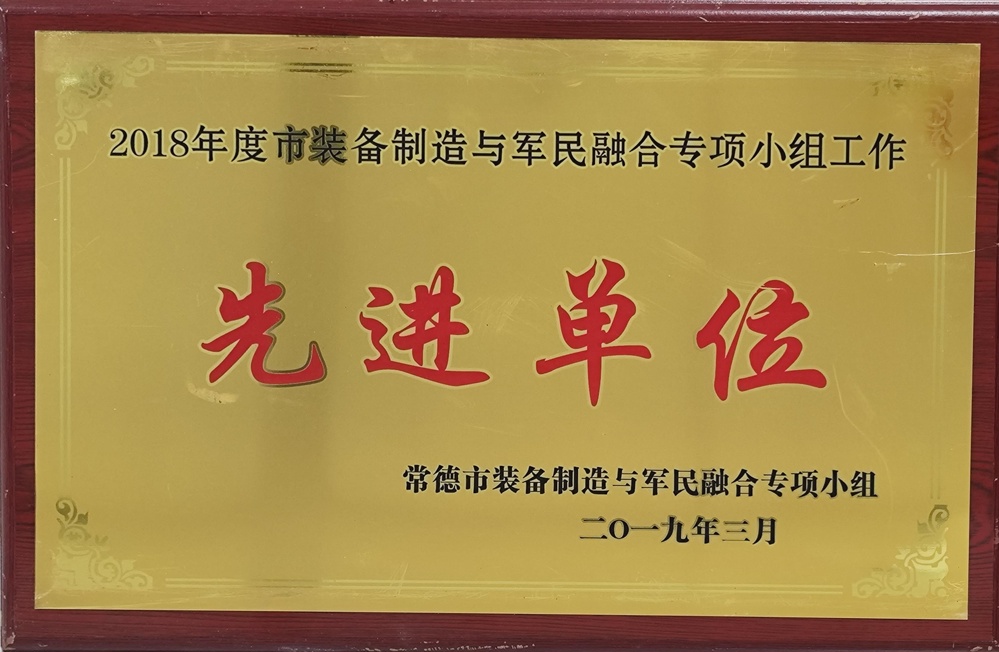 2018年度市装备制造与军民融合专项小组工作
先进单位
常德市装备制造与军民融合专项小组
二O一九年三月